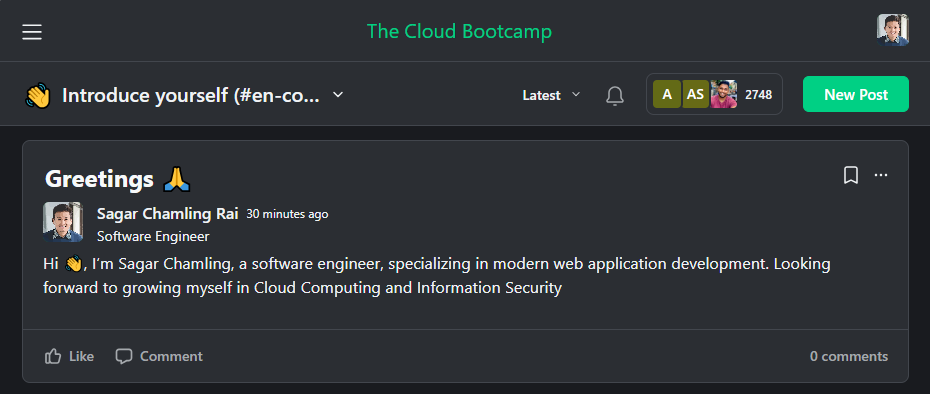 The Cloud Bootcamp
👋 Introduce yourself (#en-co...
Latest
A AS 2748
New Post
Greetings 🙏
Sagar Chamling Rai 30 minutes ago
Software Engineer
Hi 👋, I’m Sagar Chamling, a software engineer, specializing in modern web application development. Looking
forward to growing myself in Cloud Computing and Information Security
Like Comment 0 comments